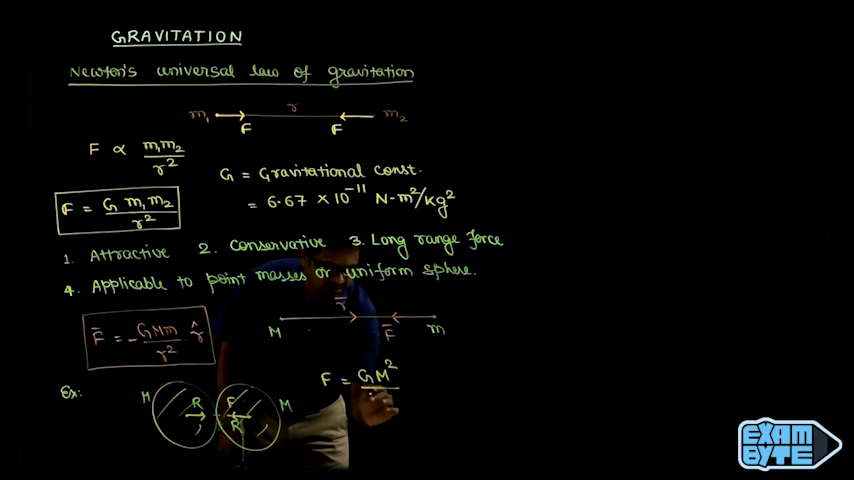 GRAVITATION
Newton's universal law of gravitation
m₁ r m₂
F F
F ∝ m₁m₂/r²
G = Gravitational const.
= 6.67 × 10⁻¹¹ N·m²/kg²
F = G m₁m₂/r²
1. Attractive 2. Conservative 3. Long range force
4. Applicable to point masses or uniform sphere.
F̄ = -GMm/r² · r̂
r̄
M F̄ m
Ex:
M R F R M
F = GM²
EXAM
BYTE